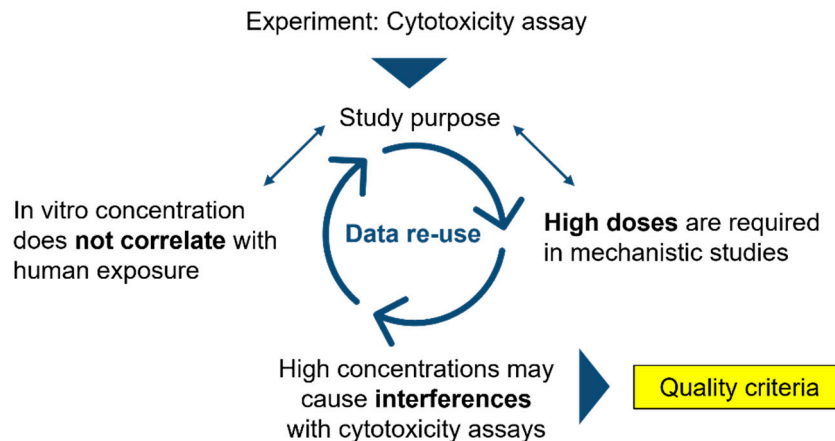 Experiment: Cytotoxicity assay
Study purpose
In vitro concentration
does not correlate with
human exposure
Data re-use
High doses are required
in mechanistic studies
High concentrations may
cause interferences
with cytotoxicity assays
Quality criteria